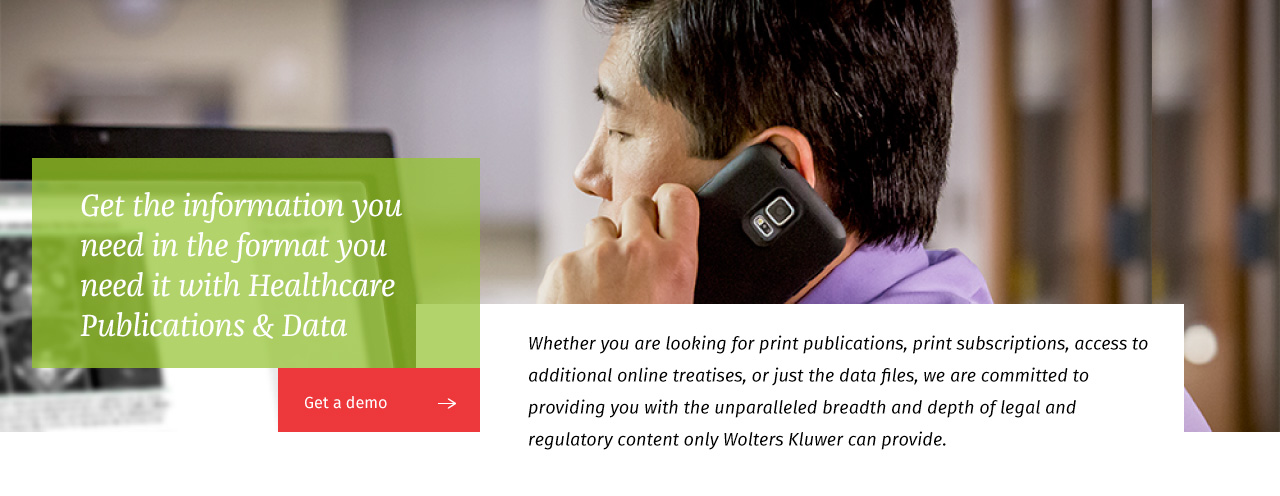 Get the information you
need in the format you
need it with Healthcare
Publications & Data
Get a demo
Whether you are looking for print publications, print subscriptions, access to
additional online treatises, or just the data files, we are committed to
providing you with the unparalleled breadth and depth of legal and
regulatory content only Wolters Kluwer can provide.